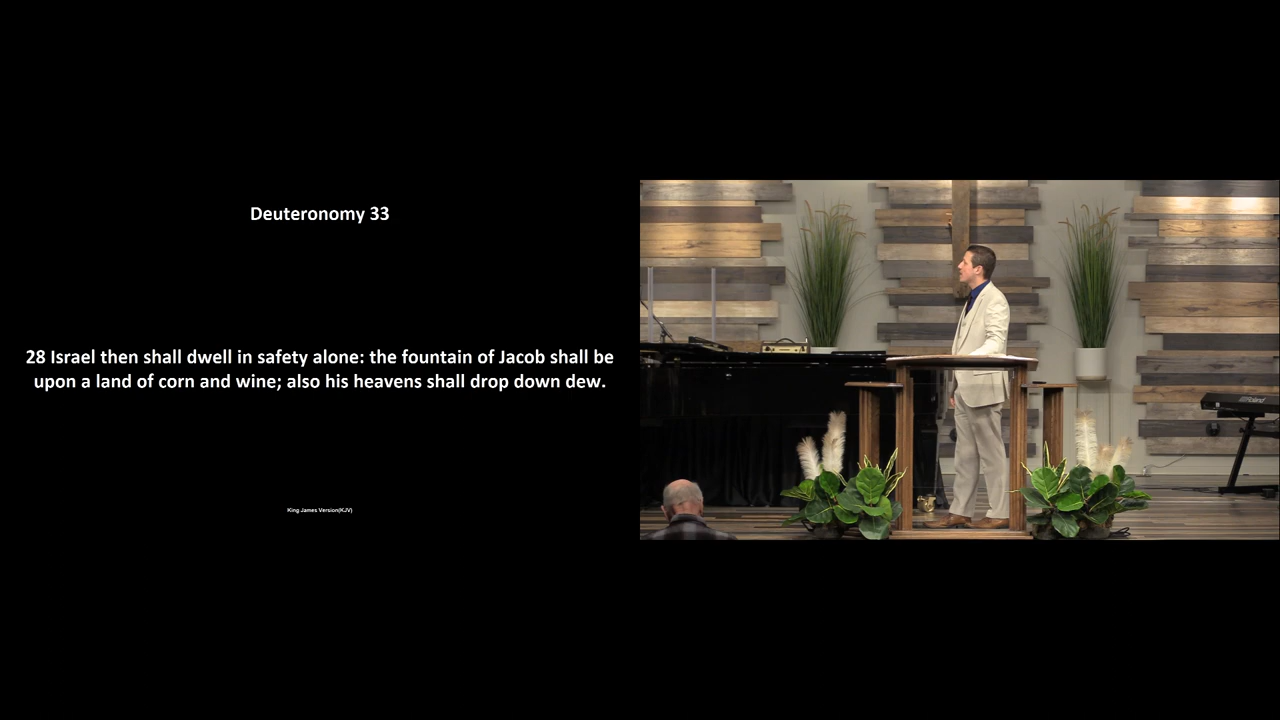 Deuteronomy 33
28 Israel then shall dwell in safety alone: the fountain of Jacob shall be
upon a land of corn and wine; also his heavens shall drop down dew.
King James Version(KJV)
Roland